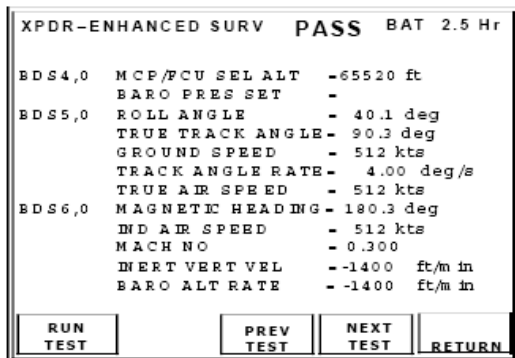 XPDR-ENHANCED SURV PASS BAT 2.5 Hr
BDS4,0 MCP/FCU SEL ALT -65520 ft
BARO PRES SET -
BDS5,0 ROLL ANGLE - 40.1 deg
TRUE TRACK ANGLE- 90.3 deg
GROUND SPEED - 512 kts
TRACK ANGLE RATE- 4.00 deg/s
TRUE AIR SPEED - 512 kts
BDS6,0 MAGNETIC HEADING- 180.3 deg
IND AIR SPEED - 512 kts
MACH NO - 0.300
INERT VERT VEL --1400 ft/min
BARO ALT RATE --1400 ft/min
RUN TEST
PREV TEST
NEXT TEST
RETURN